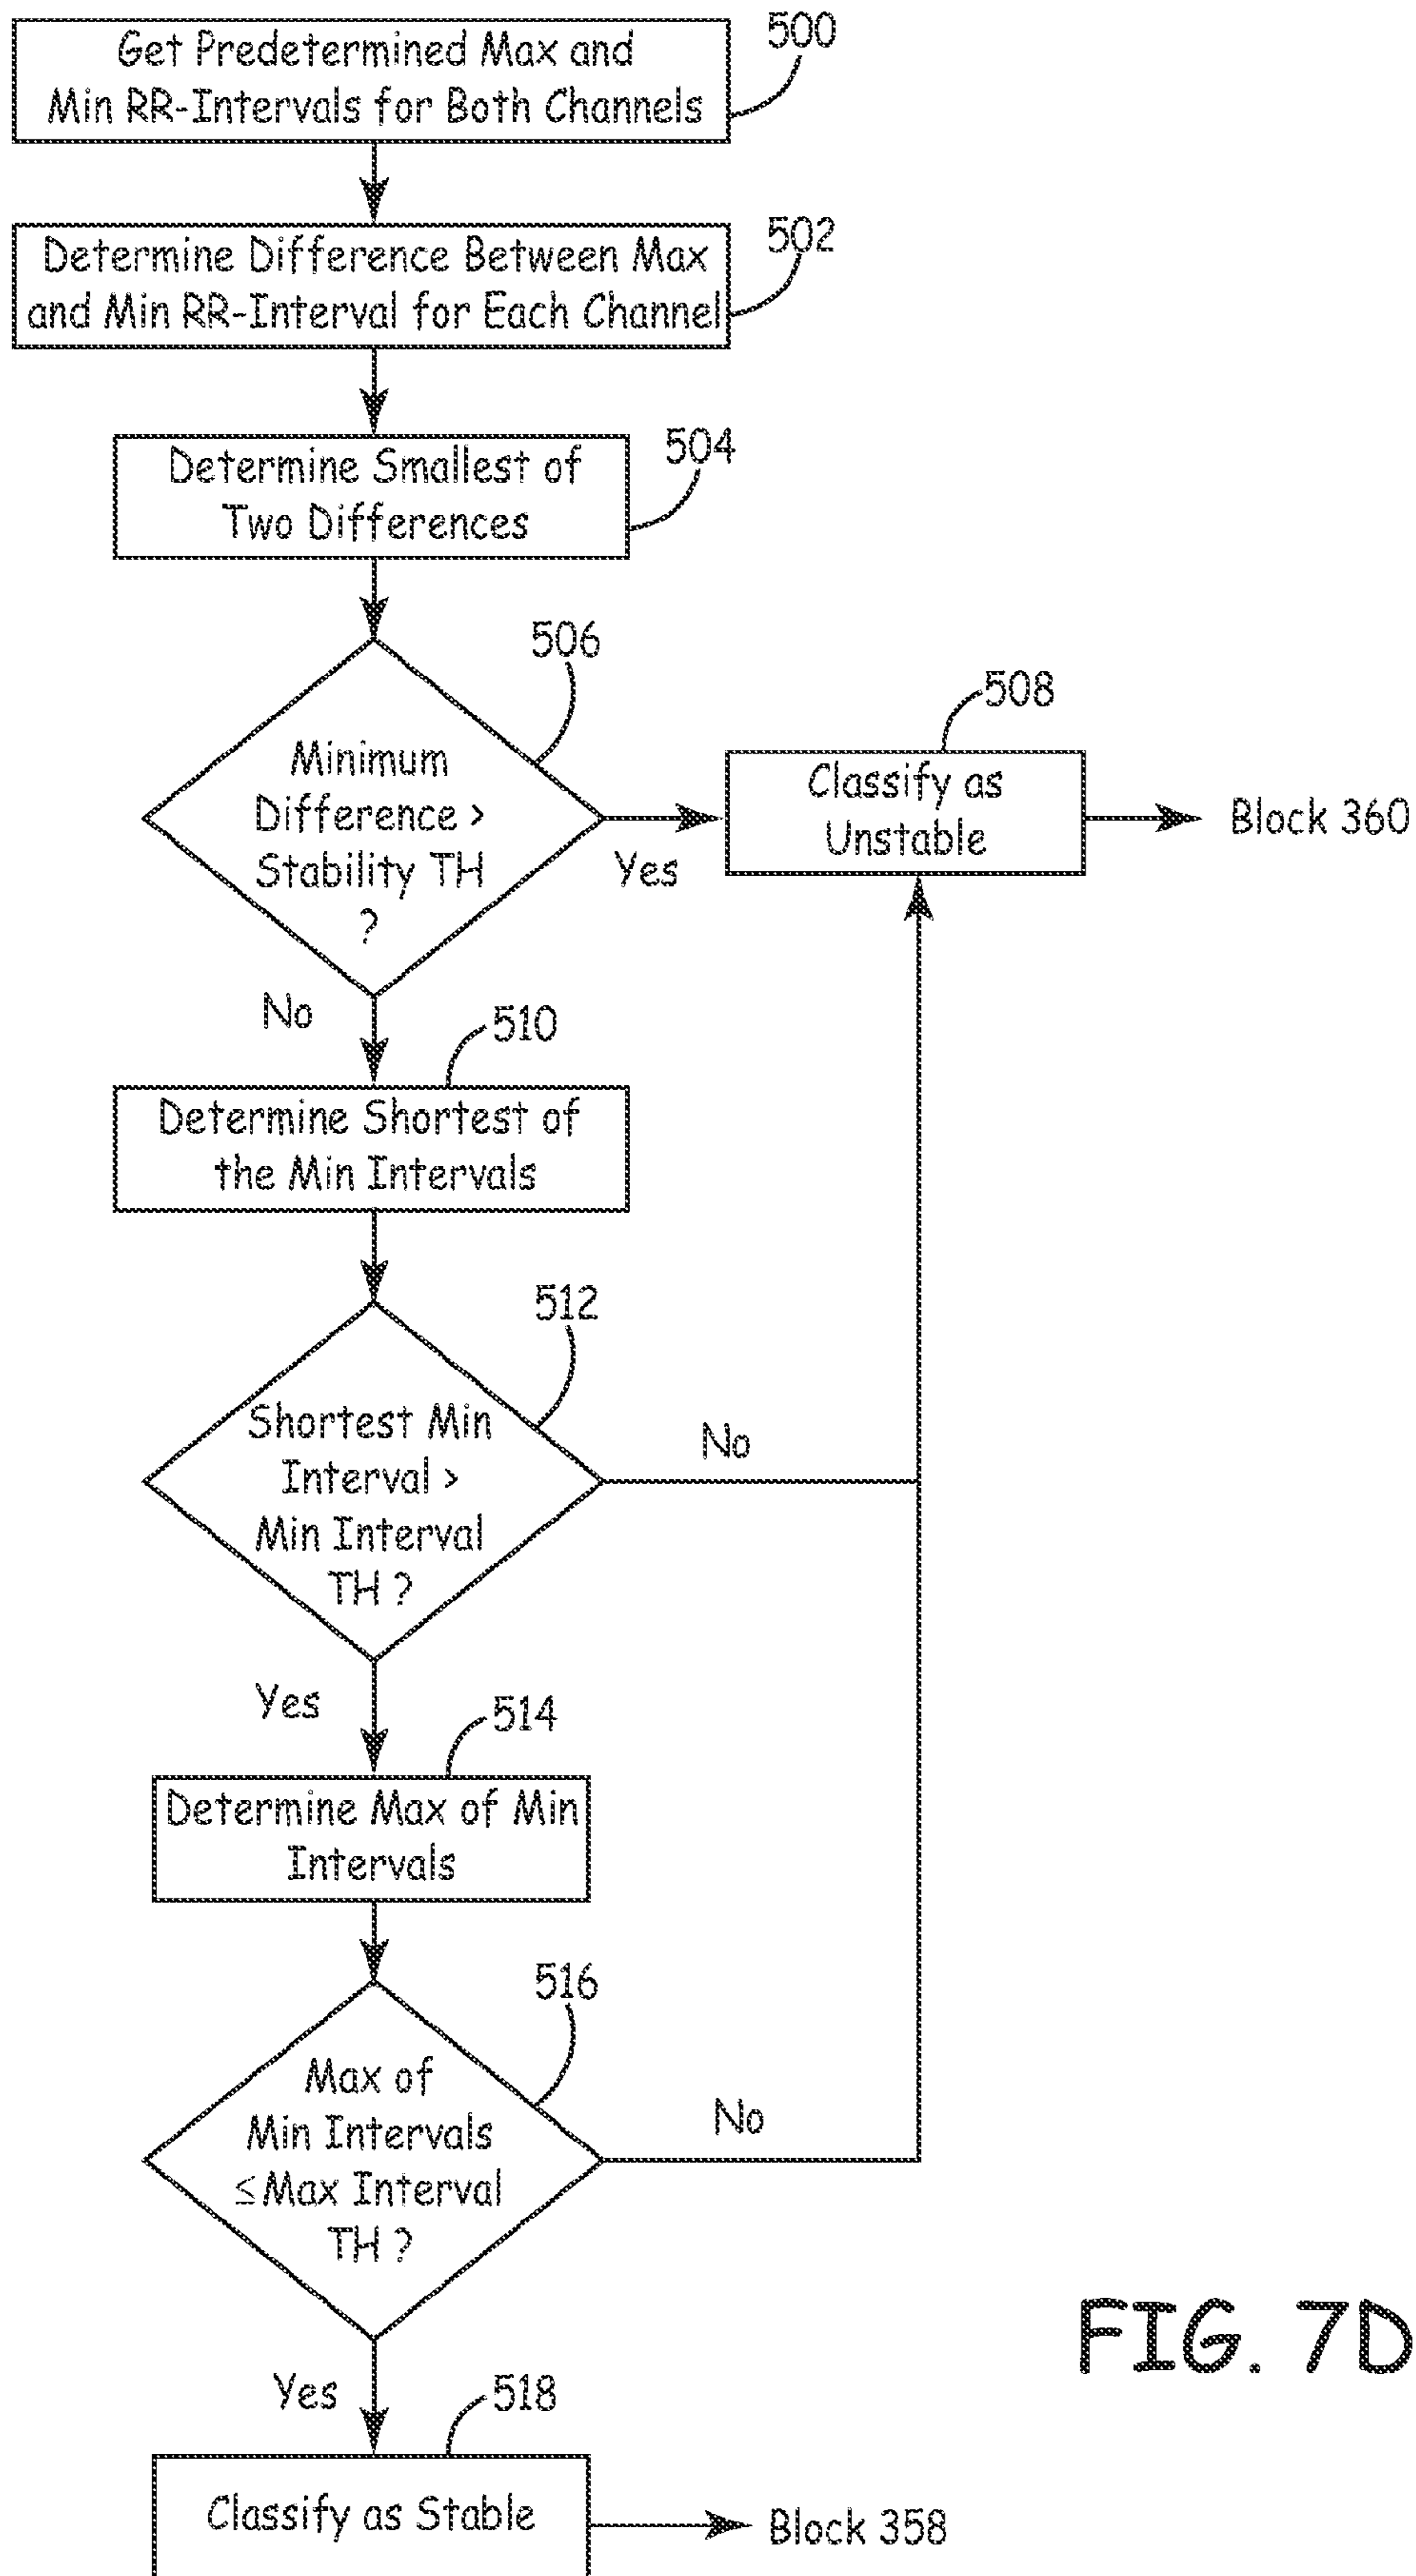 500
Get Predetermined Max and
Min RR-Intervals for Both Channels
502
Determine Difference Between Max
and Min RR-Interval for Each Channel
504
Determine Smallest of
Two Differences
506
Minimum
Difference >
Stability TH
?
Yes
No
508
Classify as
Unstable
Block 360
510
Determine Shortest of
the Min Intervals
512
Shortest Min
Interval >
Min Interval
TH ?
No
Yes
514
Determine Max of Min
Intervals
516
Max of
Min Intervals
≤ Max Interval
TH ?
No
Yes
518
Classify as Stable
Block 358
FIG. 7D